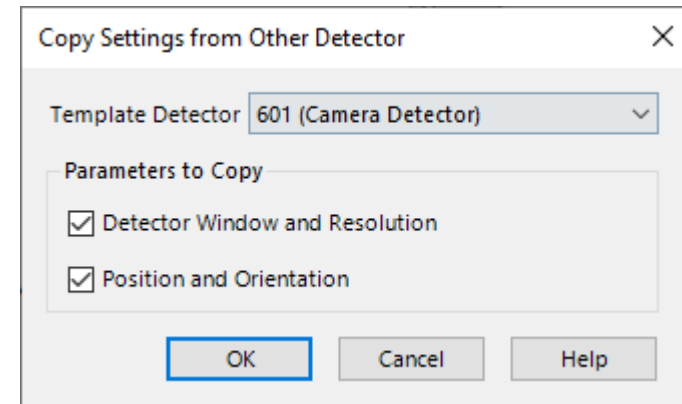 Copy Settings from Other Detector
Template Detector 601 (Camera Detector)
Parameters to Copy
Detector Window and Resolution
Position and Orientation
OK Cancel Help